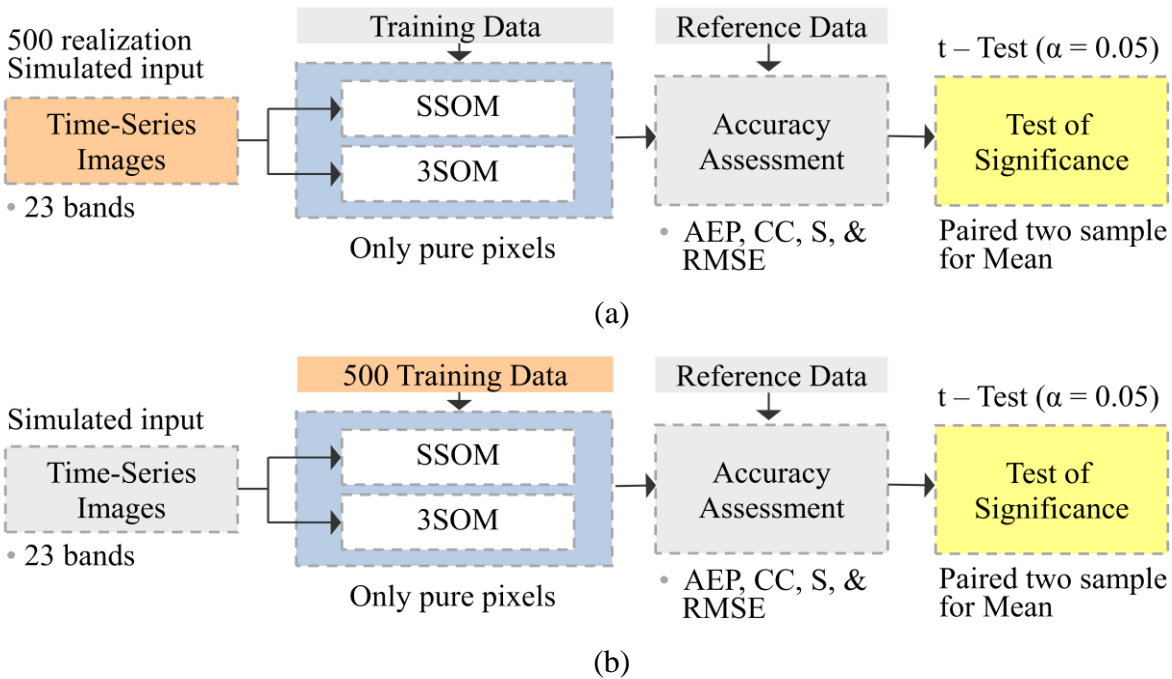 Training Data
Reference Data
500 realization
Simulated input
t – Test (α = 0.05)
Time-Series
Images
SSOM
3SOM
Accuracy
Assessment
Test of
Significance
• 23 bands
Only pure pixels
• AEP, CC, S, &
RMSE
Paired two sample
for Mean
(a)
500 Training Data
Reference Data
Simulated input
t – Test (α = 0.05)
Time-Series
Images
SSOM
3SOM
Accuracy
Assessment
Test of
Significance
• 23 bands
Only pure pixels
• AEP, CC, S, &
RMSE
Paired two sample
for Mean
(b)